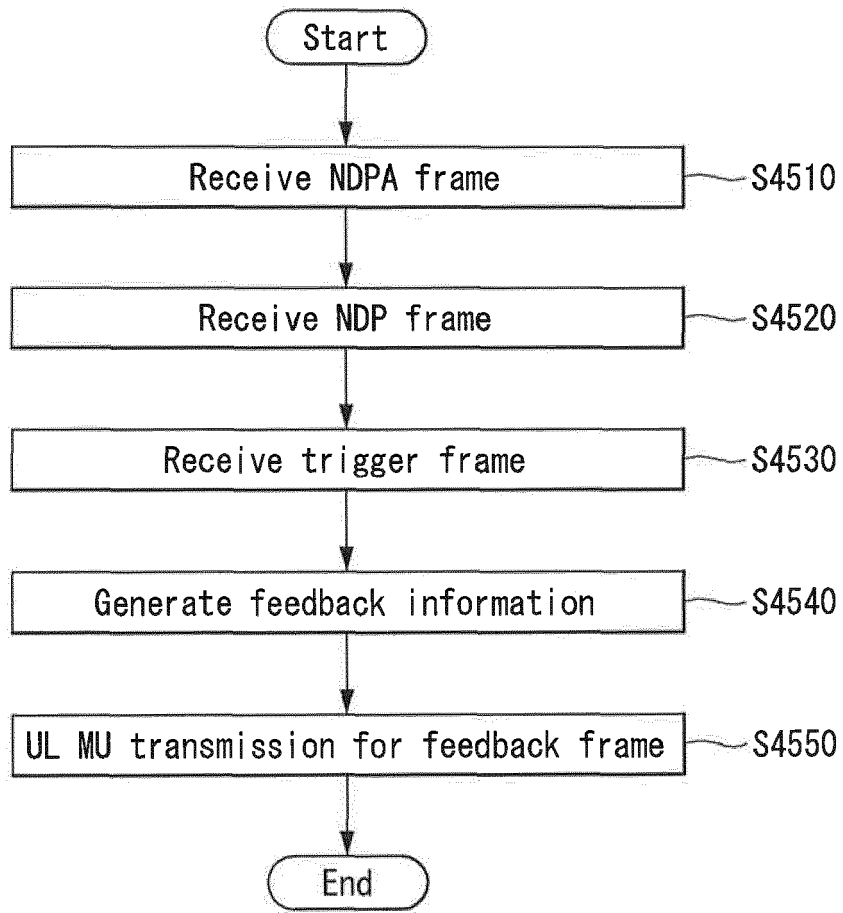 Start
Receive NDPA frame
S4510
Receive NDP frame
S4520
Receive trigger frame
S4530
Generate feedback information
S4540
UL MU transmission for feedback frame
S4550
End